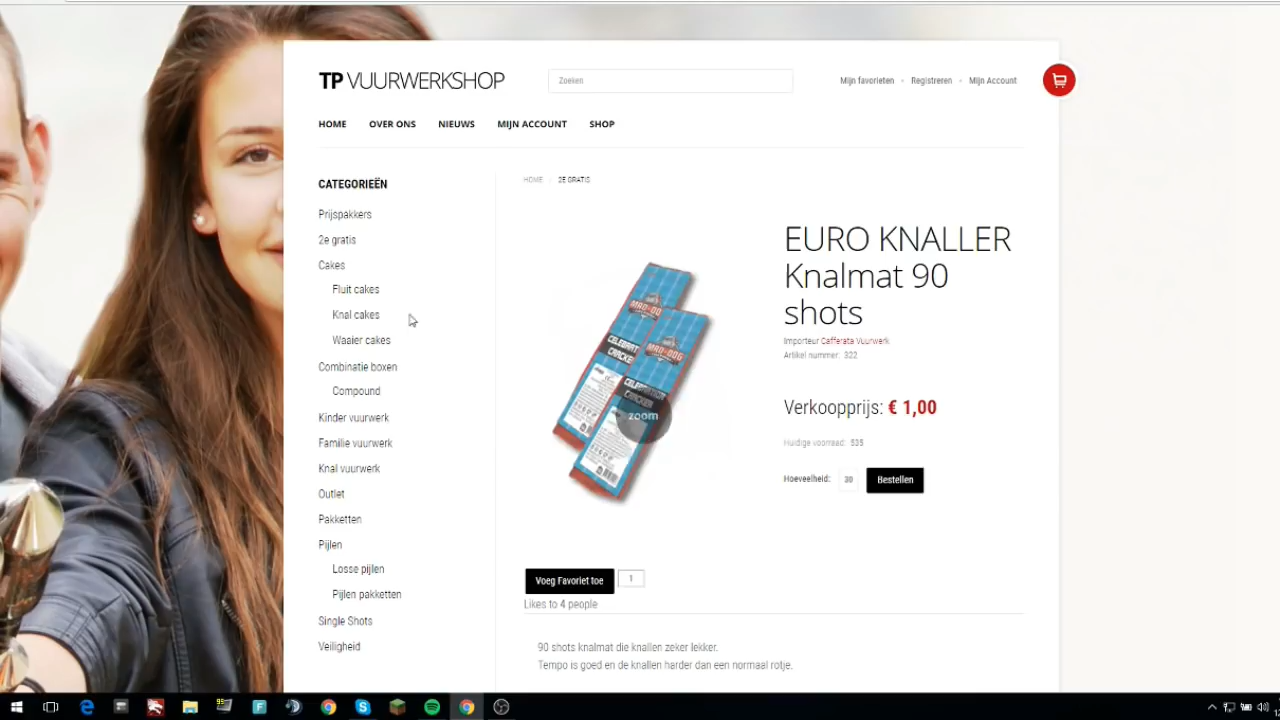 TP VUURWERKSHOP
Zoeken
Mijn favorieten • Registreren • Mijn Account
HOME OVER ONS NIEUWS MIJN ACCOUNT SHOP
CATEGORIEËN
Prijspakkers
2e gratis
Cakes
Fluit cakes
Knal cakes
Waaier cakes
Combinatie boxen
Compound
Kinder vuurwerk
Familie vuurwerk
Knal vuurwerk
Outlet
Pakketten
Pijlen
Losse pijlen
Pijlen pakketten
Single Shots
Veiligheid
HOME 2E GRATIS
zoom
EURO KNALLER
Knalmat 90
shots
Importeur Cafferata Vuurwerk
Artikel nummer: 322
Verkoopprijs: € 1,00
Huidige voorraad: 535
Hoeveelheid: 30 Bestellen
Voeg Favoriet toe 1
Likes to 4 people
90 shots knalmat die knallen zeker lekker.
Tempo is goed en de knallen harder dan een normaal rotje.